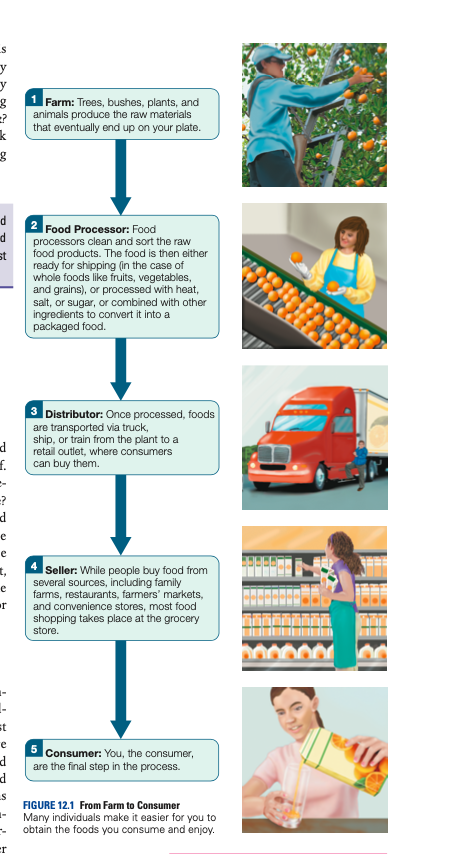 1 Farm: Trees, bushes, plants, and
animals produce the raw materials
that eventually end up on your plate.
2 Food Processor: Food
processors clean and sort the raw
food products. The food is then either
ready for shipping (in the case of
whole foods like fruits, vegetables,
and grains), or processed with heat,
salt, or sugar, or combined with other
ingredients to convert it into a
packaged food.
3 Distributor: Once processed, foods
are transported via truck,
ship, or train from the plant to a
retail outlet, where consumers
can buy them.
4 Seller: While people buy food from
several sources, including family
farms, restaurants, farmers' markets,
and convenience stores, most food
shopping takes place at the grocery
store.
5 Consumer: You, the consumer,
are the final step in the process.
FIGURE 12.1 From Farm to Consumer
Many individuals make it easier for you to
obtain the foods you consume and enjoy.